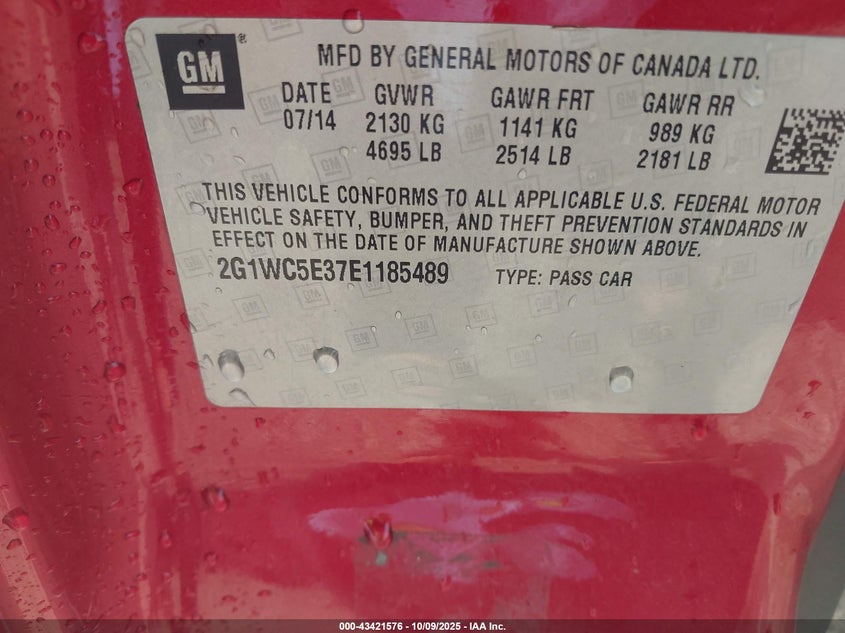 GM
MFD BY GENERAL MOTORS OF CANADA LTD.
DATE GVWR GAWR FRT GAWR RR
07/14 2130 KG 1141 KG 989 KG
4695 LB 2514 LB 2181 LB
THIS VEHICLE CONFORMS TO ALL APPLICABLE U.S. FEDERAL MOTOR
VEHICLE SAFETY, BUMPER, AND THEFT PREVENTION STANDARDS IN
EFFECT ON THE DATE OF MANUFACTURE SHOWN ABOVE.
2G1WC5E37E1185489 TYPE: PASS CAR
000-43421576 - 10/09/2025 - IAA Inc.